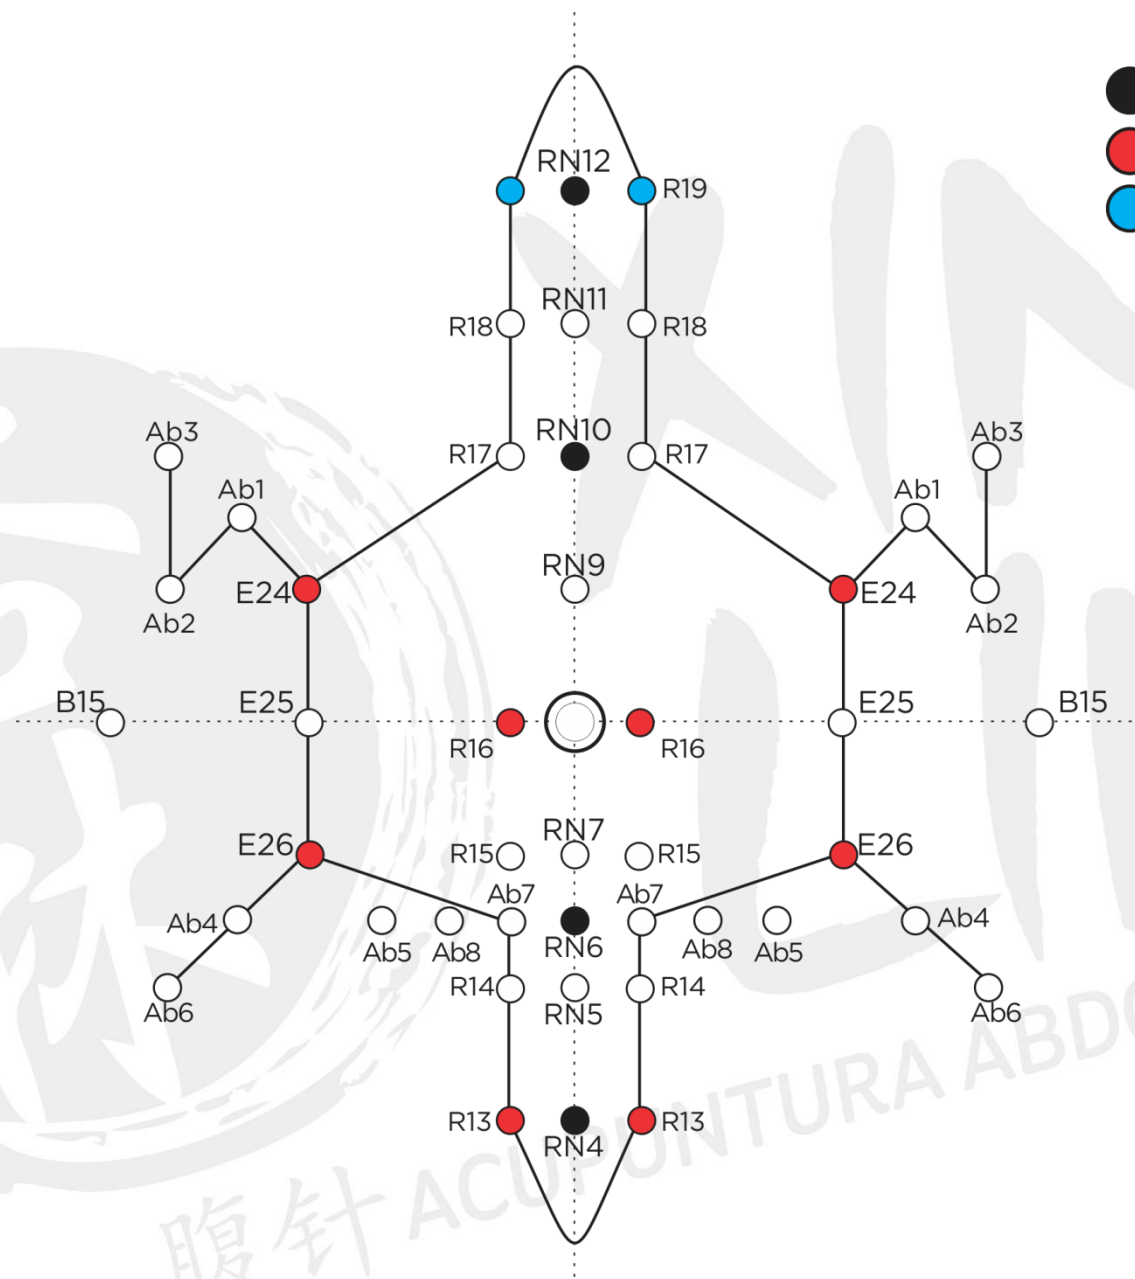 RN12
R19
RN11
R18
R18
RN10
R17
R17
Ab3
Ab3
Ab1
Ab1
RN9
E24
E24
Ab2
Ab2
B15
E25
E25
B15
R16
R16
E26
RN7
E26
R15
R15
Ab7
Ab7
Ab4
Ab4
Ab5
Ab8
RN6
Ab8
Ab5
R14
R14
Ab6
RN5
Ab6
R13
R13
RN4
腹针 ACUPUNTURA ABDO